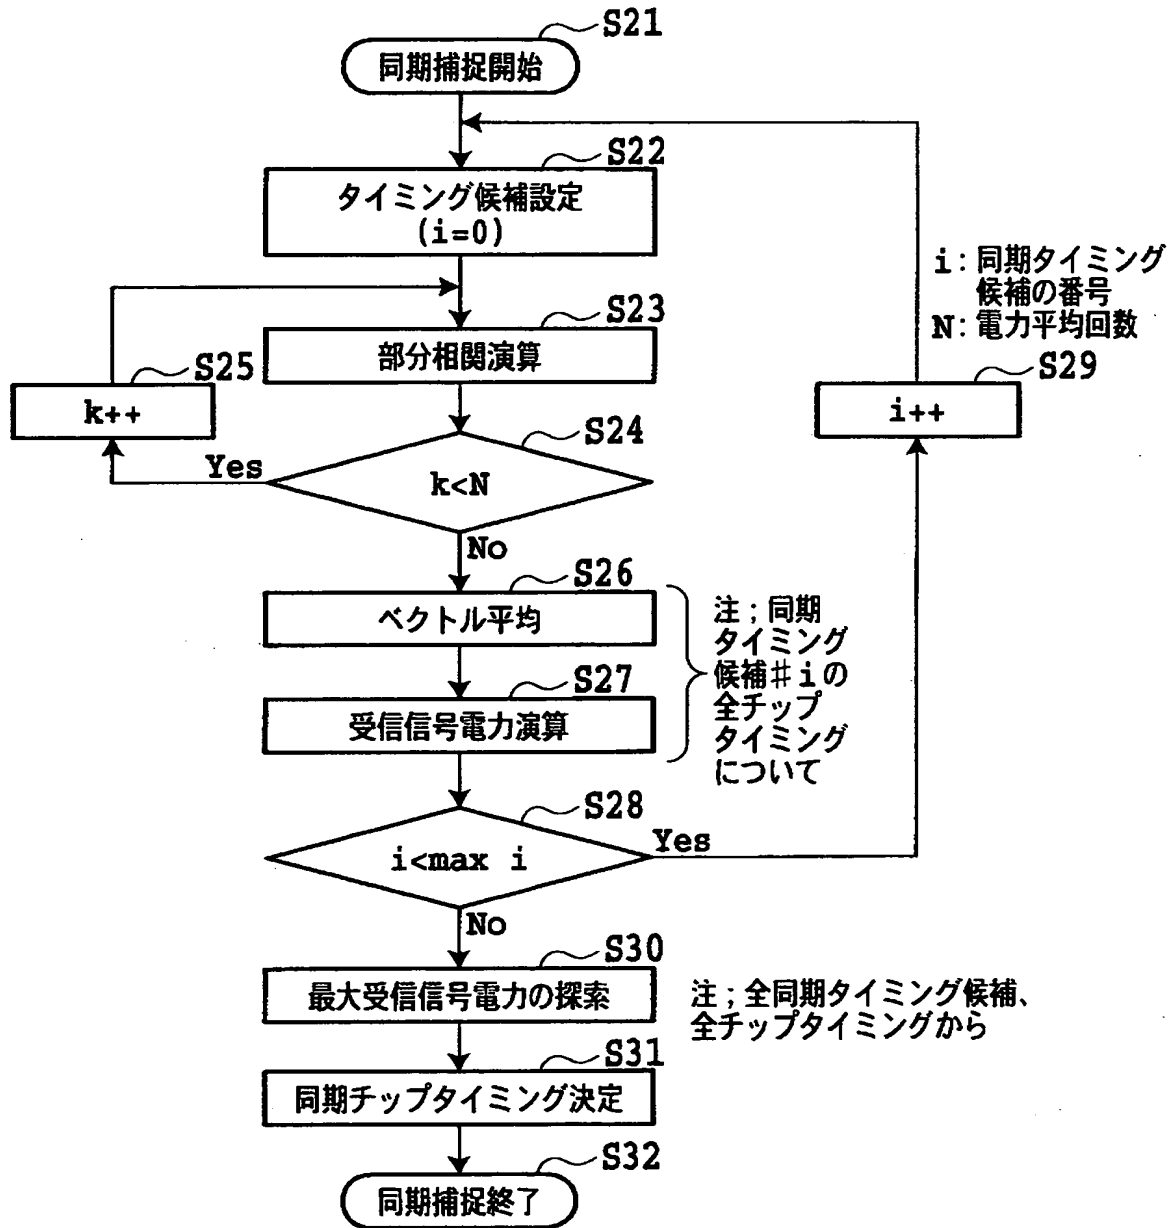 S21
同期捕捉開始
S22
タイミング候補設定
(i=0)
i:同期タイミング
候補の番号
N:電力平均回数
S23
部分相関演算
S25
k++
S29
i++
S24
Yes
k<N
No
S26
ベクトル平均
S27
受信信号電力演算
注;同期
タイミング
候補#iの
全チップ
タイミング
について
S28
i<max i
Yes
No
S30
最大受信信号電力の探索
注;全同期タイミング候補、
全チップタイミングから
S31
同期チップタイミング決定
S32
同期捕捉終了